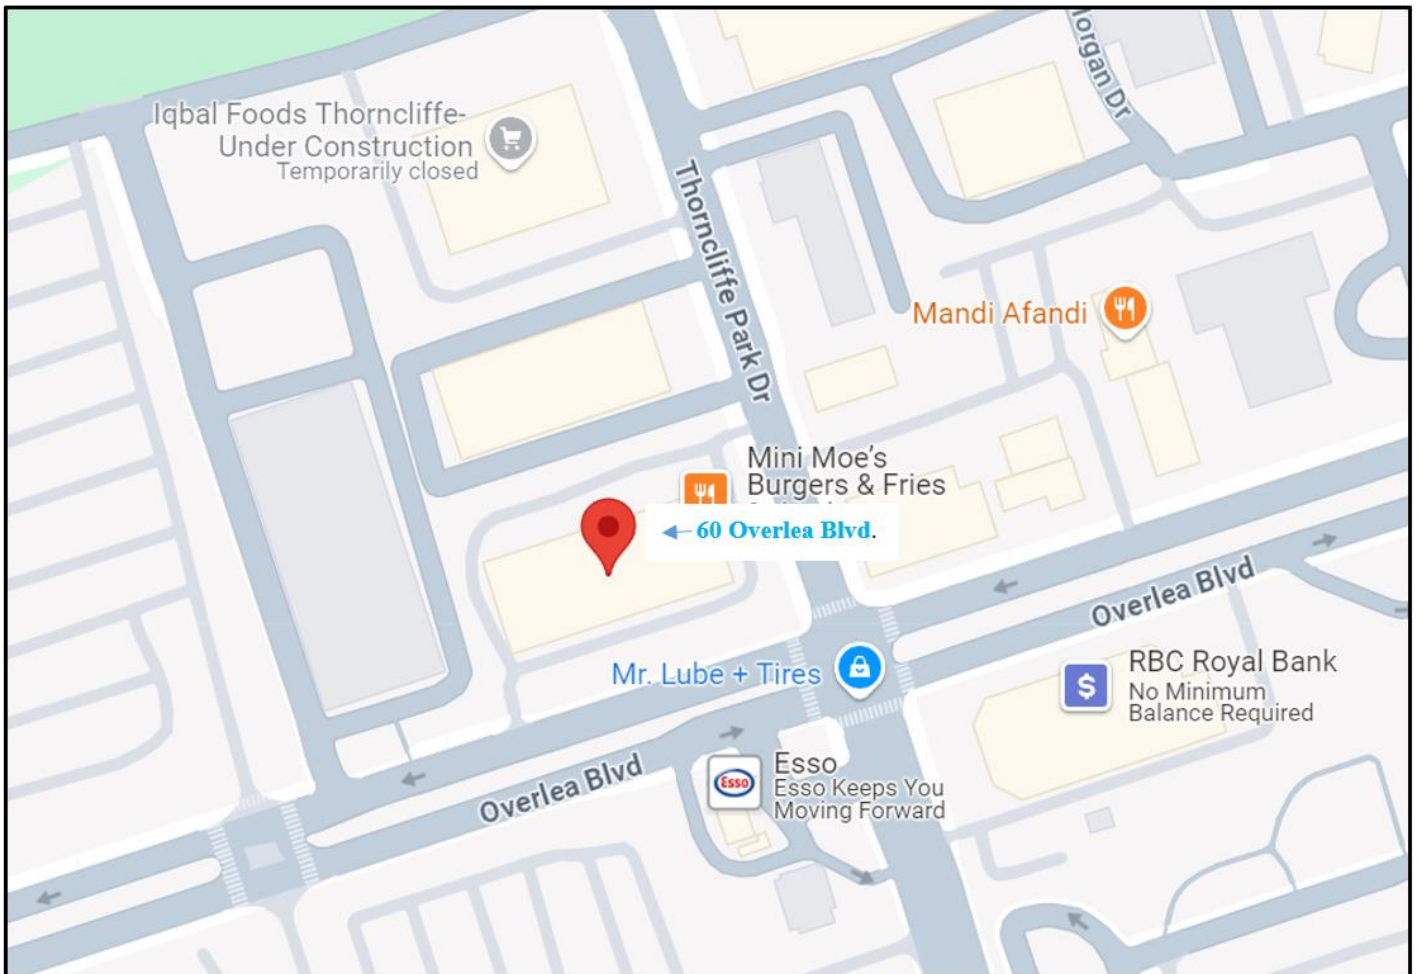 Morgan Dr
Iqbal Foods Thorncliffe-
Under Construction
Temporarily closed
Thorncliffe Park Dr
Mandi Afandi
Mini Moe's
Burgers & Fries
60 Overlea Blvd.
Overlea Blvd
Mr. Lube + Tires
RBC Royal Bank
No Minimum
Balance Required
$
Overlea Blvd
Esso
Esso
Esso Keeps You
Moving Forward